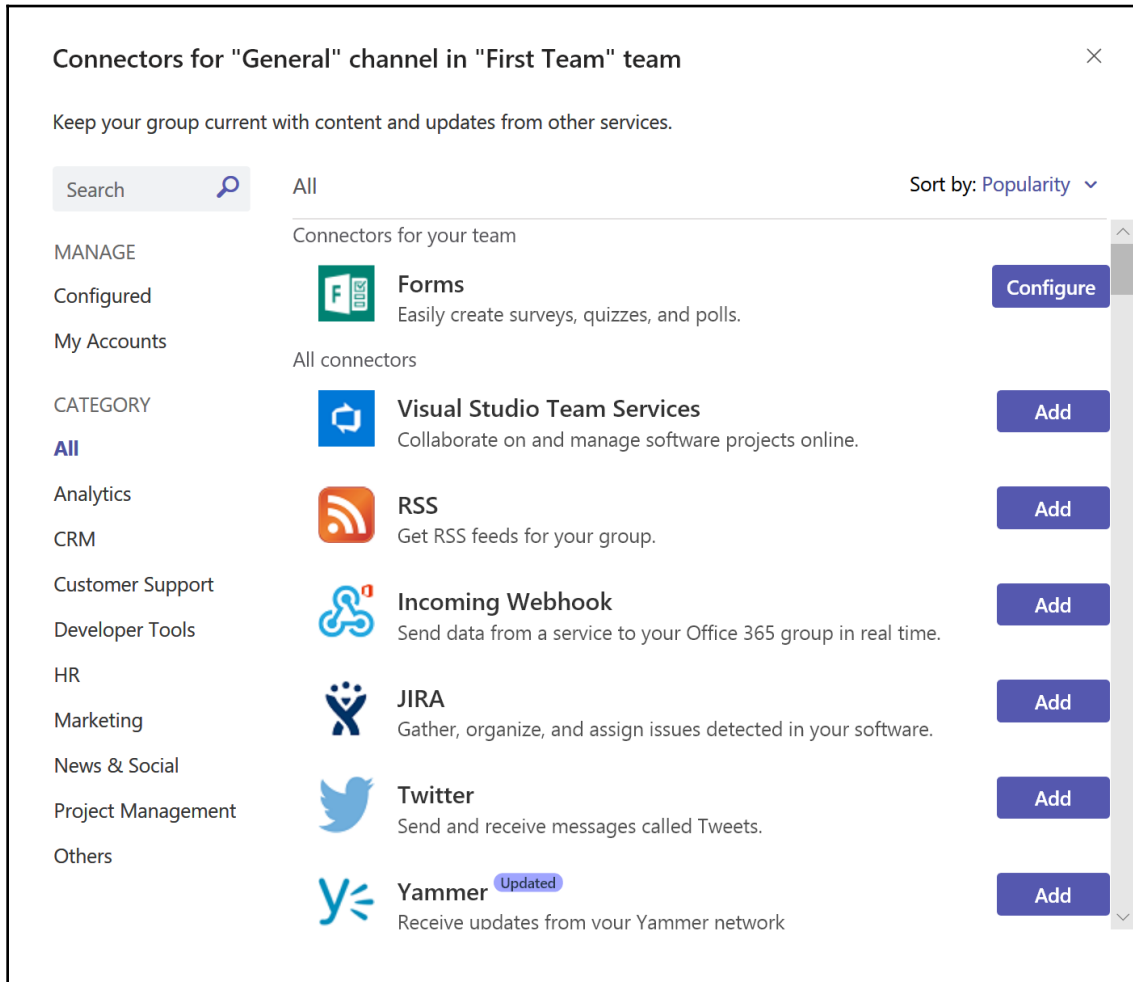 Connectors for "General" channel in "First Team" team
Keep your group current with content and updates from other services.
Search
MANAGE
Configured
My Accounts
CATEGORY
All
Analytics
CRM
Customer Support
Developer Tools
HR
Marketing
News & Social
Project Management
Others
All
Sort by: Popularity
Connectors for your team
F
Forms
Configure
Easily create surveys, quizzes, and polls.
All connectors
Visual Studio Team Services
Add
Collaborate on and manage software projects online.
RSS
Add
Get RSS feeds for your group.
Incoming Webhook
Add
Send data from a service to your Office 365 group in real time.
JIRA
Add
Gather, organize, and assign issues detected in your software.
Twitter
Add
Send and receive messages called Tweets.
Yammer Updated
Add
Receive updates from your Yammer network